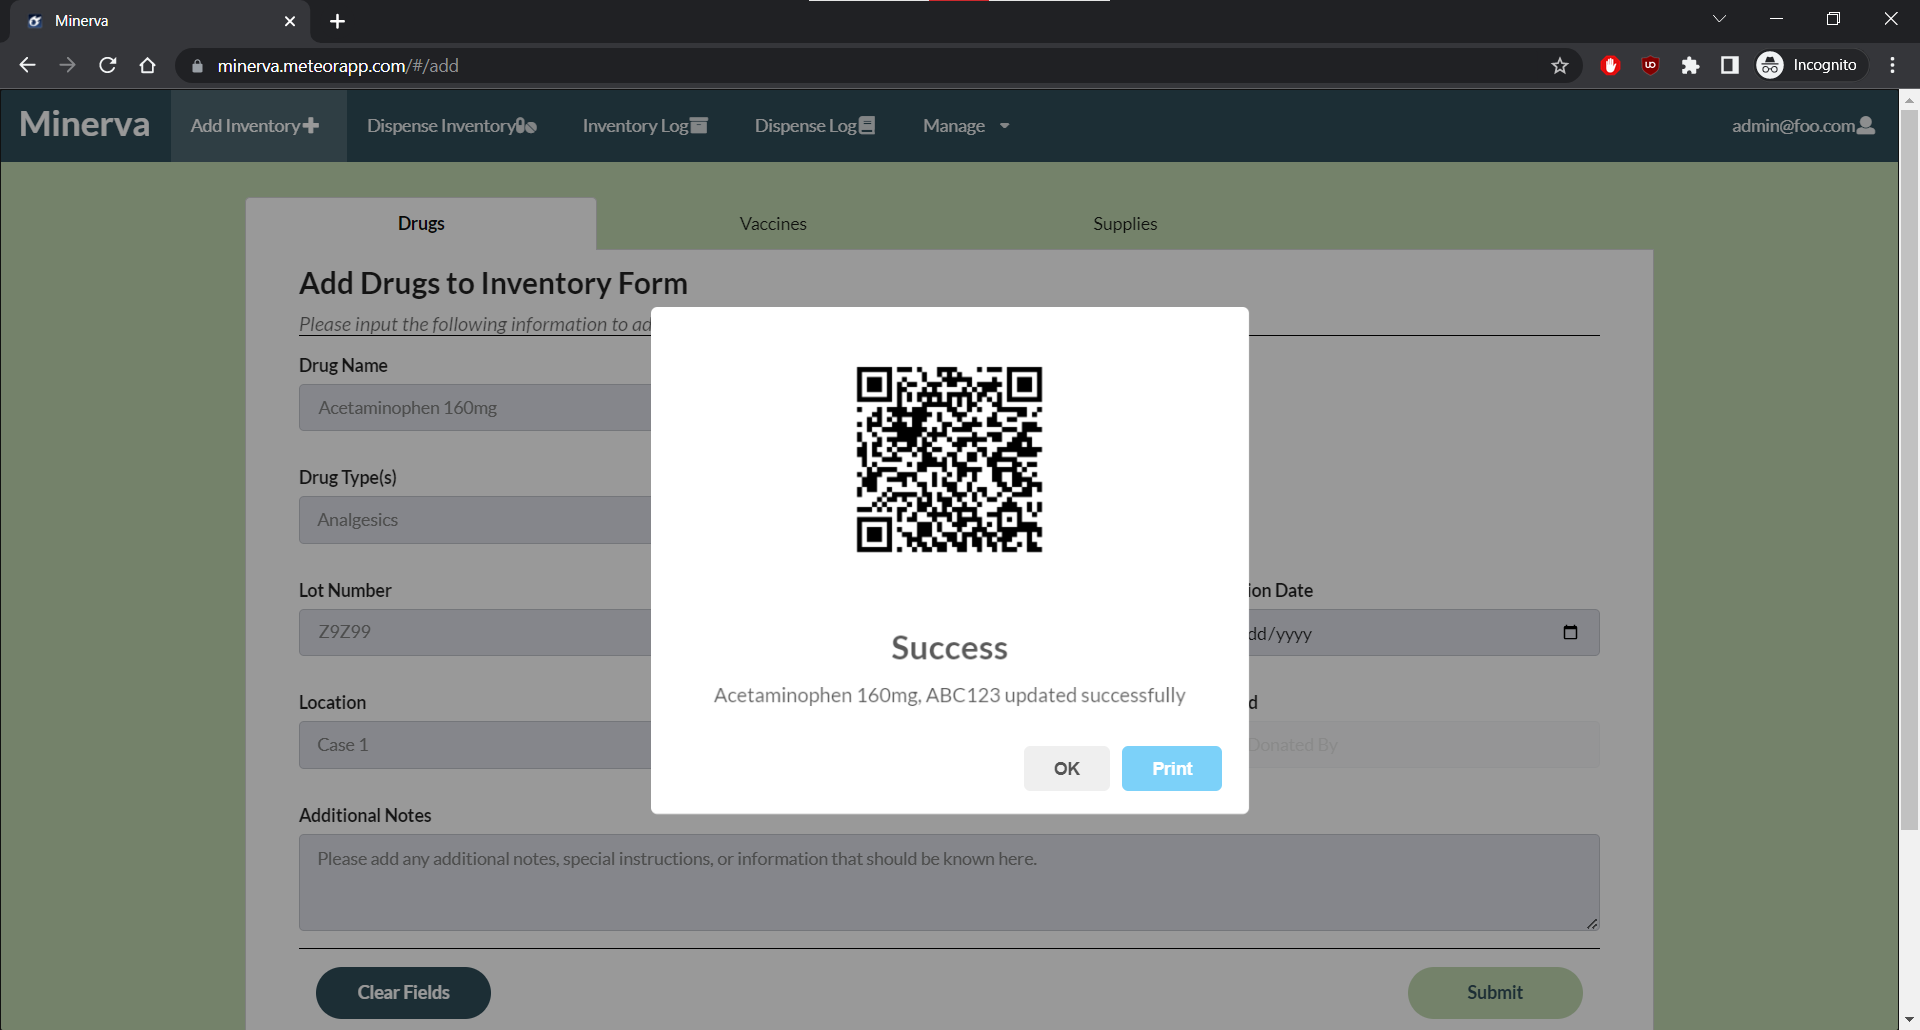 Minerva
minerva.meteorapp.com/#/add
Incognito
Minerva
Add Inventory
Dispense Inventory
Inventory Log
Dispense Log
Manage
admin@foo.com
Drugs
Vaccines
Supplies
Add Drugs to Inventory Form
Please input the following information to
Drug Name
Acetaminophen 160mg
Drug Type(s)
Analgesics
Lot Number
Z9Z99
ion Date
dd/yyyy
Location
Case 1
d
Donated By
Success
Acetaminophen 160mg, ABC123 updated successfully
OK
Print
Additional Notes
Please add any additional notes, special instructions, or information that should be known here.
Clear Fields
Submit